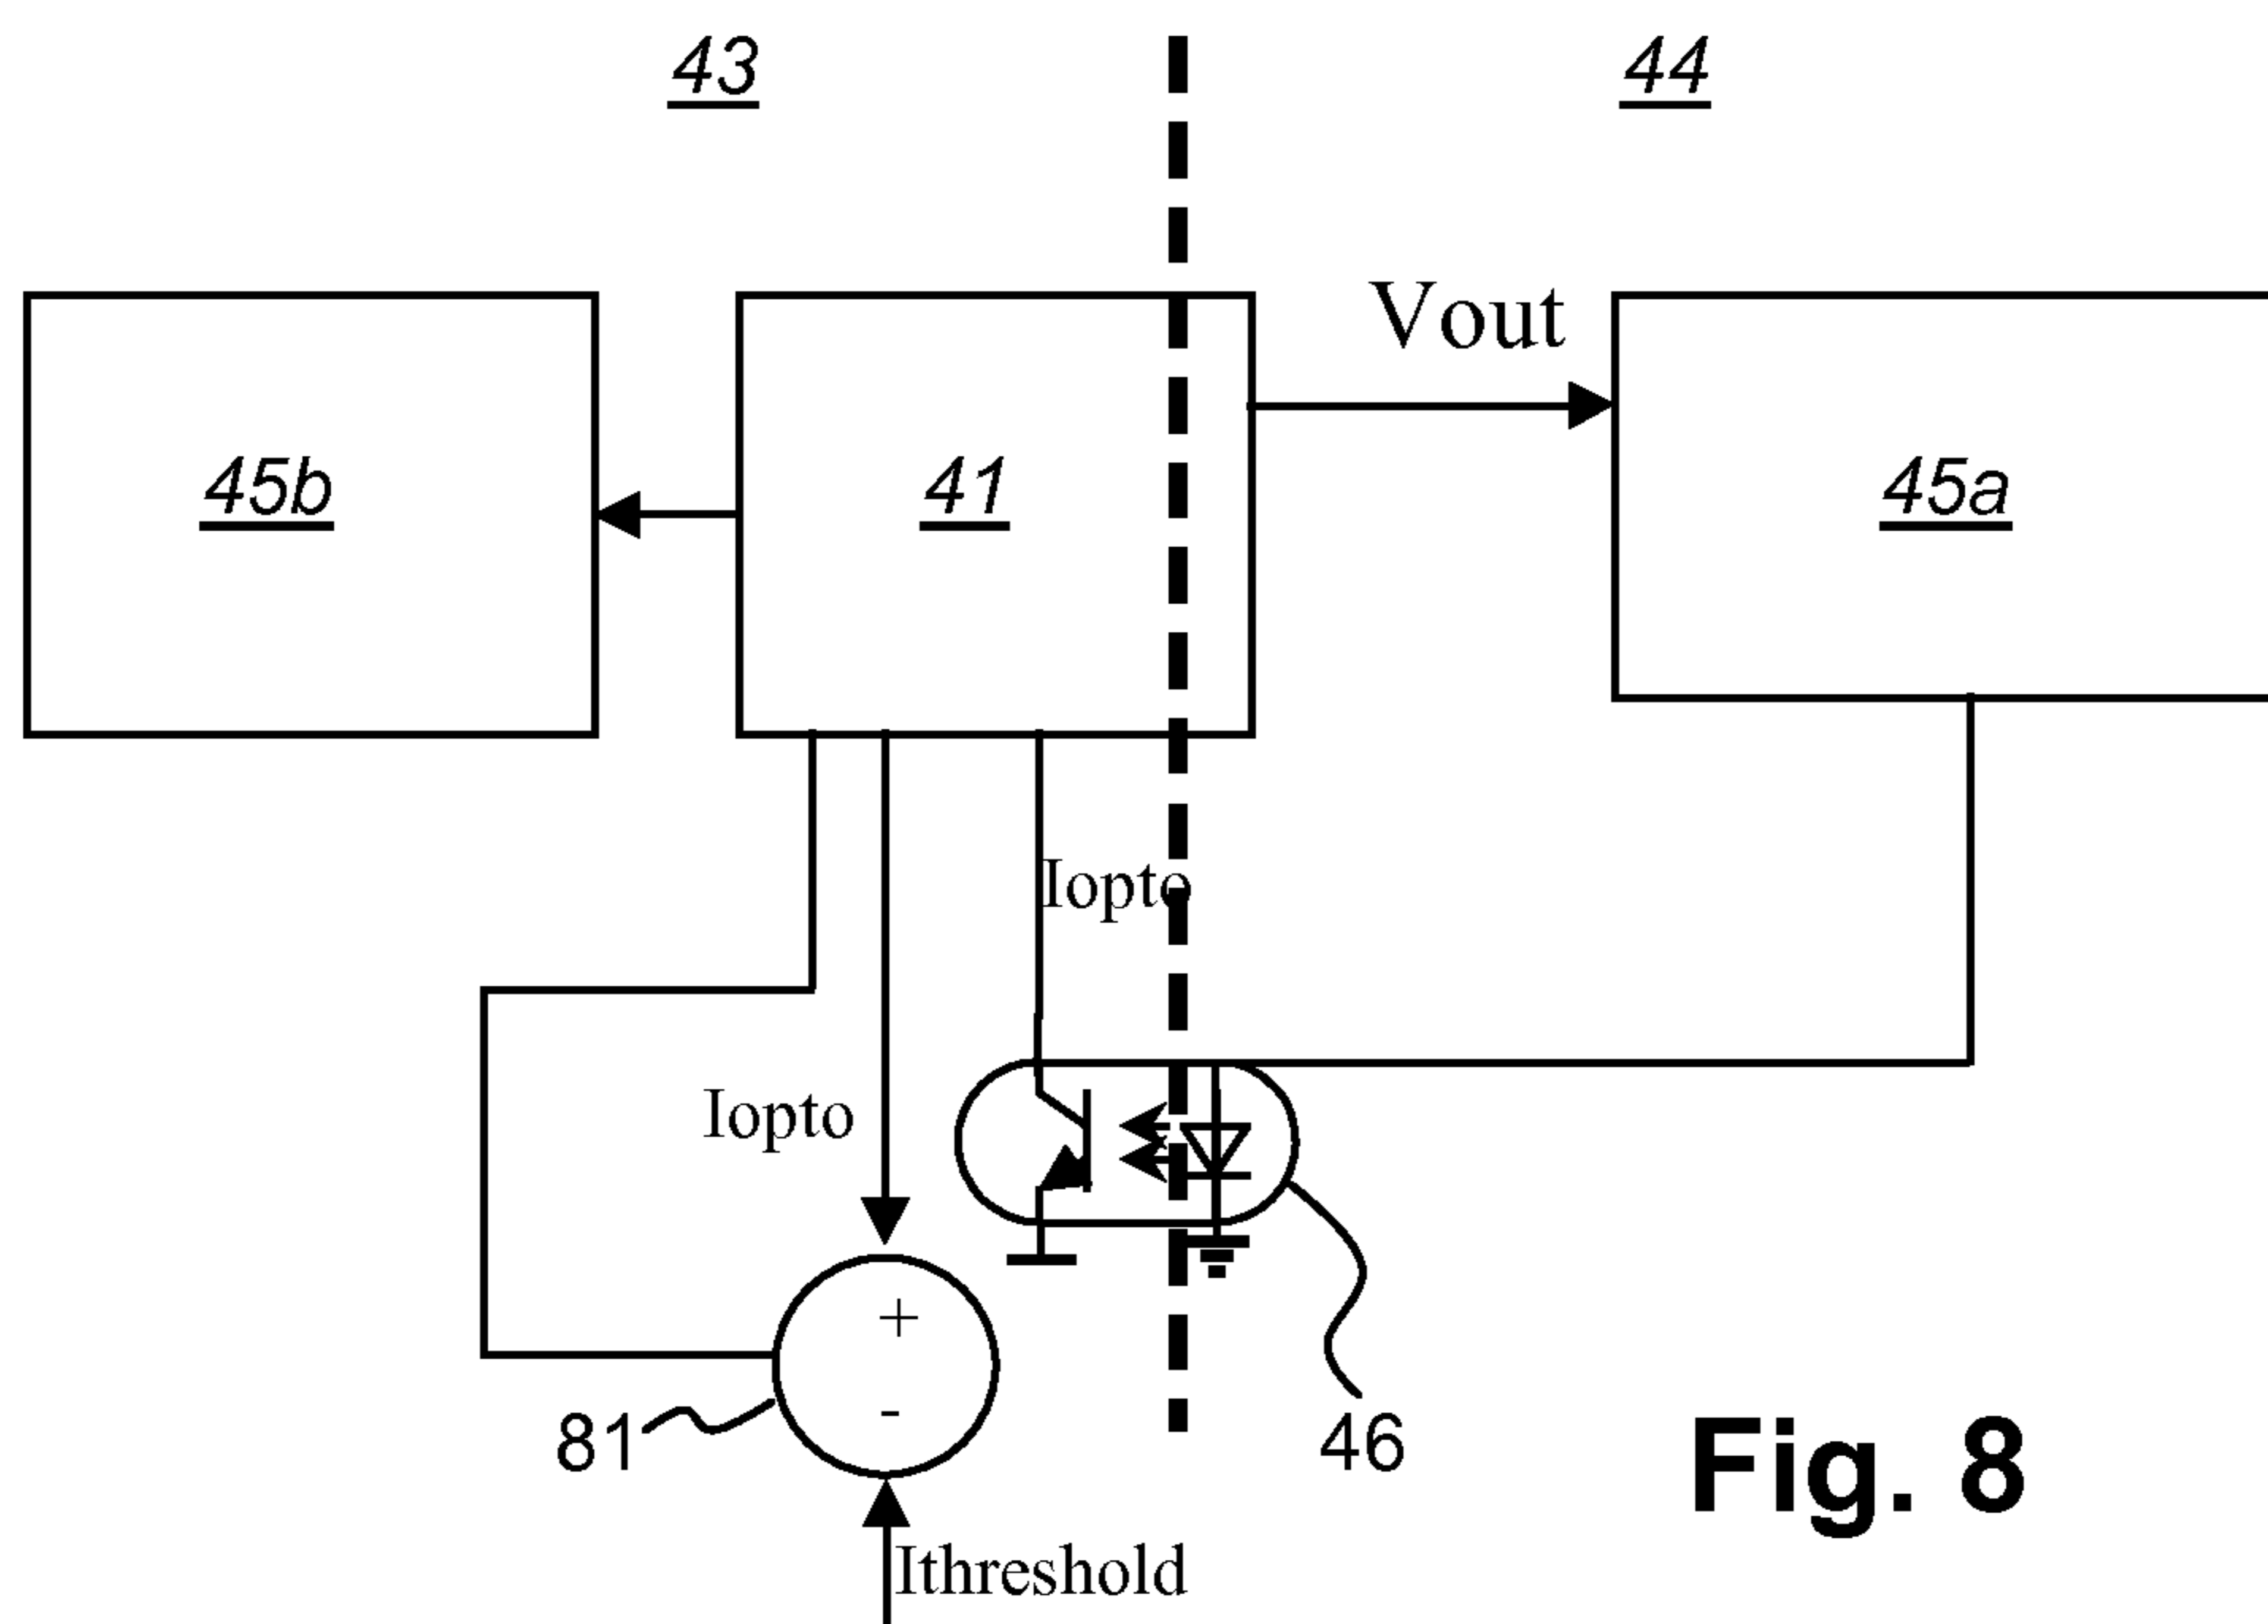 43
44
Vout
45b
41
45a
Iopto
Iopto
+
-
81
46
Fig. 8
Ithreshold